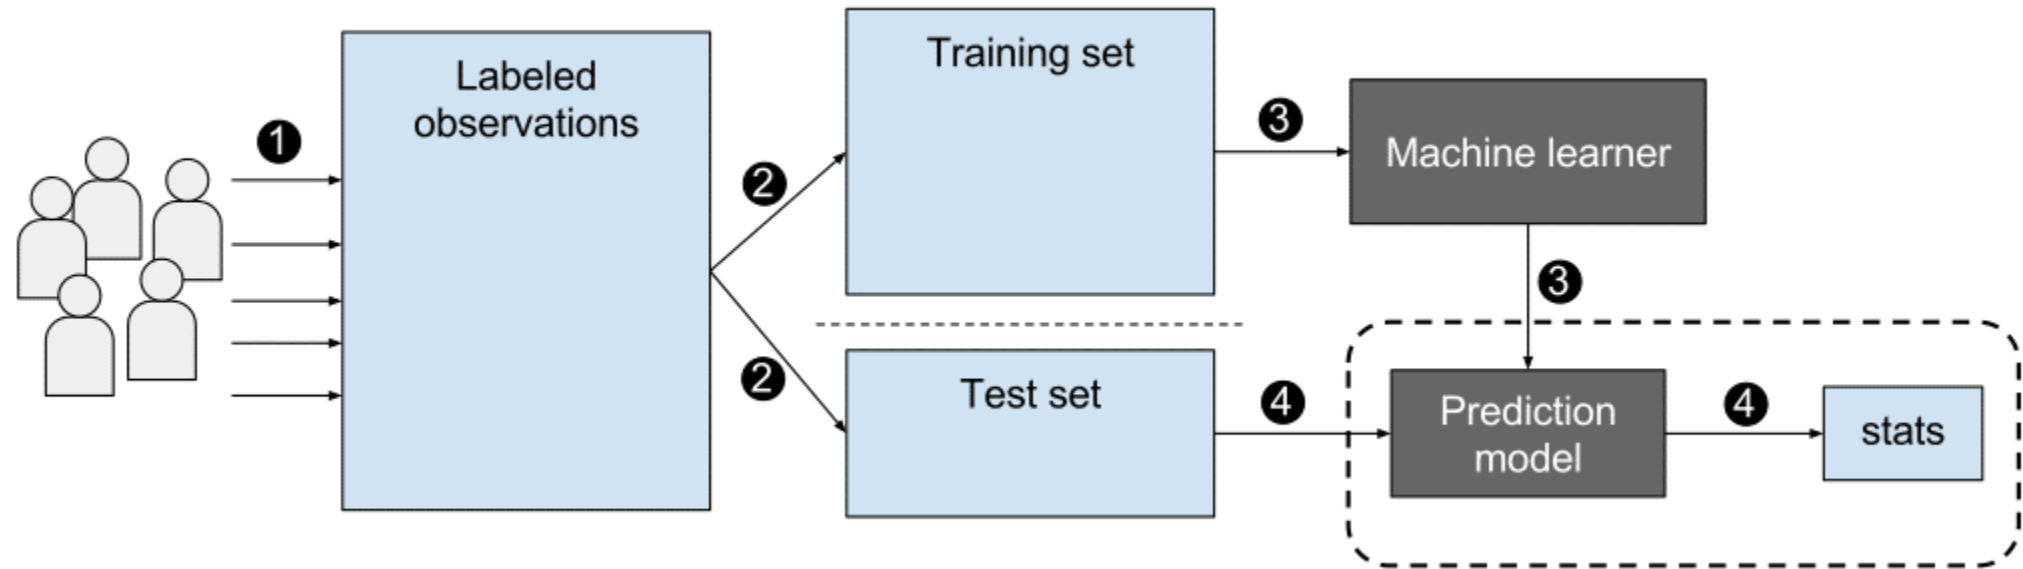 1
Labeled
observations
2
2
Training set
3
Machine learner
3
Test set
4
Prediction
model
4
stats